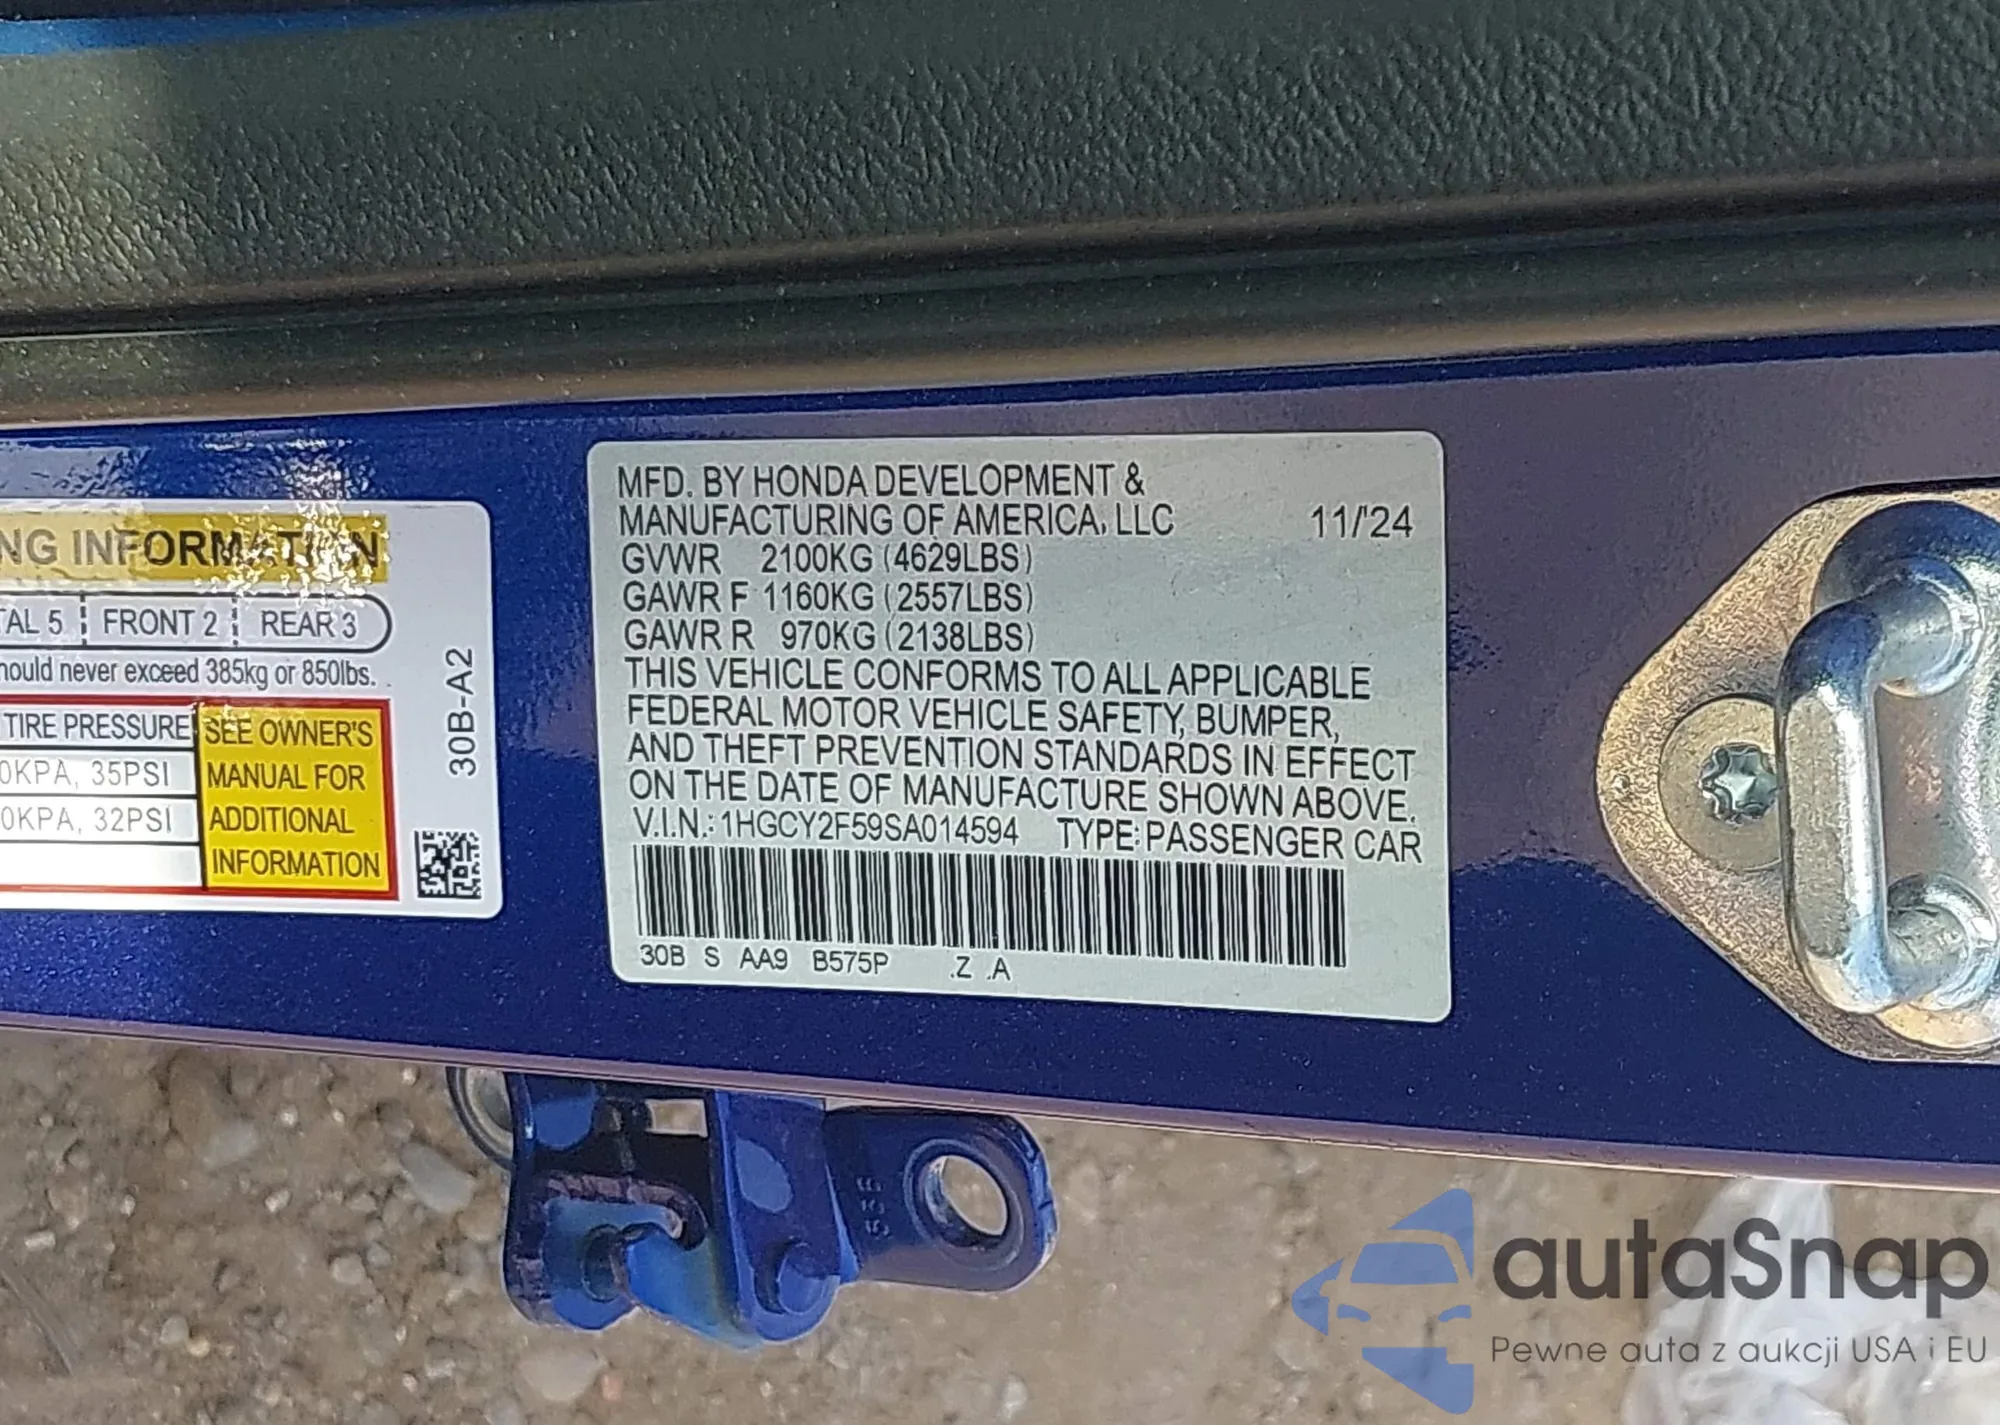 NG INFORMATION
TAL 5 FRONT 2 REAR 3
hould never exceed 385kg or 850lbs.
TIRE PRESSURE
0KPA, 35PSI
0KPA, 32PSI
SEE OWNER'S
MANUAL FOR
ADDITIONAL
INFORMATION
30B-A2
MFD. BY HONDA DEVELOPMENT &
MANUFACTURING OF AMERICA, LLC 11/'24
GVWR 2100KG (4629LBS)
GAWR F 1160KG (2557LBS)
GAWR R 970KG (2138LBS)
THIS VEHICLE CONFORMS TO ALL APPLICABLE
FEDERAL MOTOR VEHICLE SAFETY, BUMPER,
AND THEFT PREVENTION STANDARDS IN EFFECT
ON THE DATE OF MANUFACTURE SHOWN ABOVE.
V.I.N.: 1HGCY2F59SA014594 TYPE: PASSENGER CAR
30B S AA9 B575P .Z .A
autaSnap
Pewne auta z aukcji USA i EU